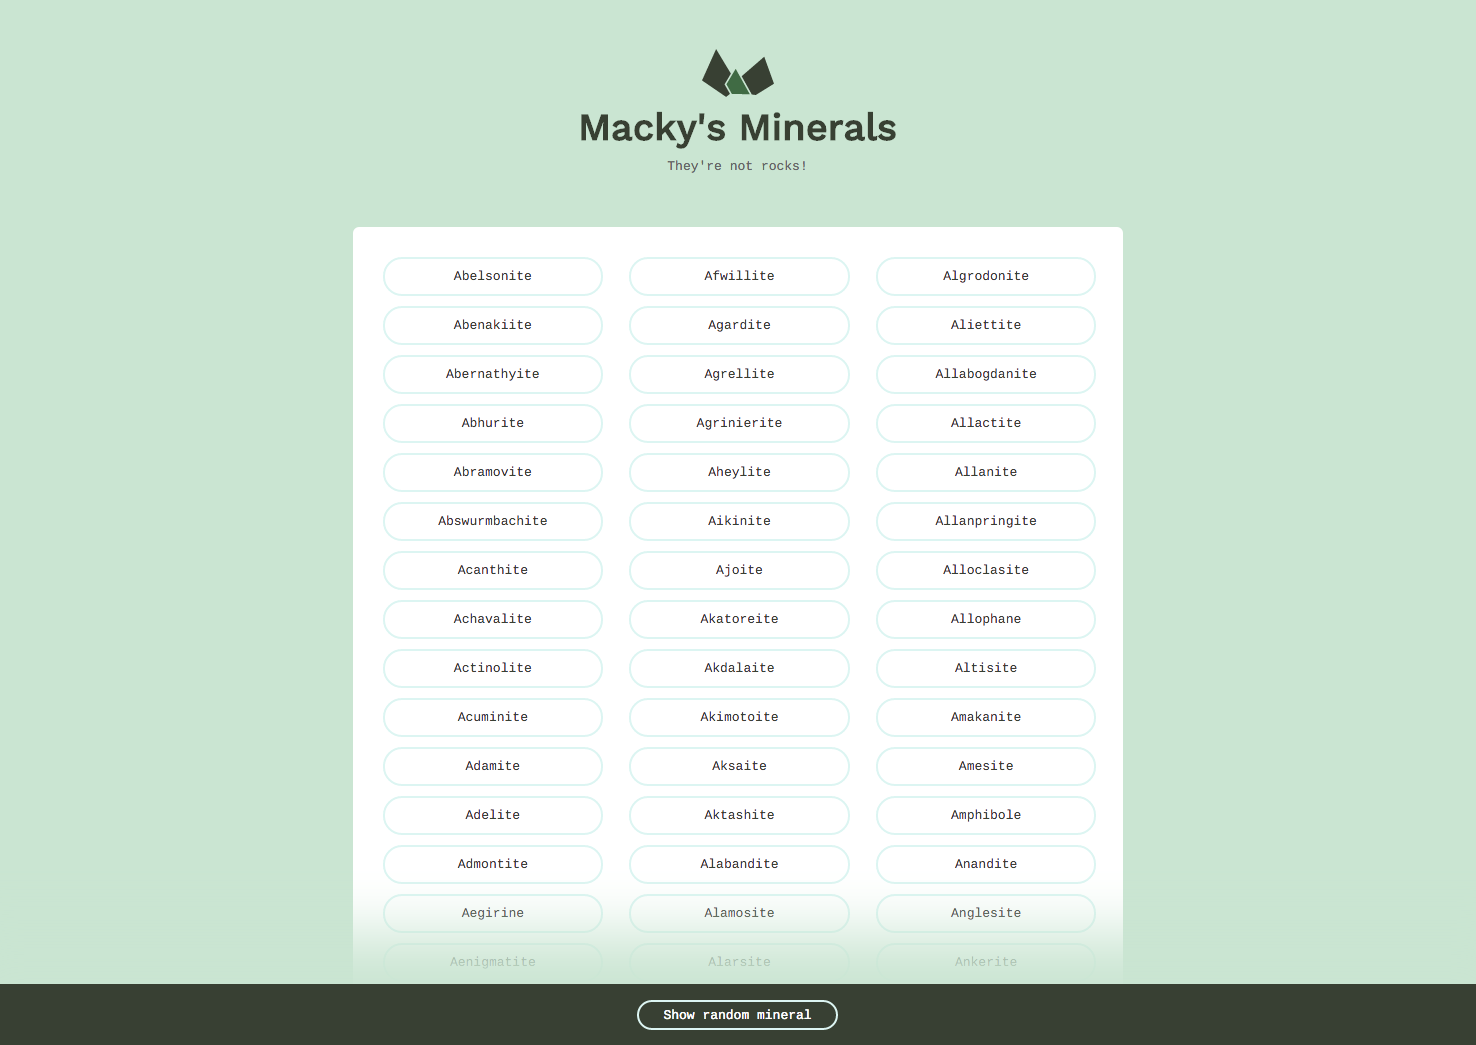 Macky's Minerals
They're not rocks!
Abelsonite
Abenakiite
Abernathyite
Abhurite
Abramovite
Abswurmbachite
Acanthite
Achavalite
Actinolite
Acuminite
Adamite
Adelite
Admontite
Aegirine
Aenigmatite
Afwillite
Agardite
Agrellite
Agrinierite
Aheylite
Aikinite
Ajoite
Akatoreite
Akdalaite
Akimotoite
Aksaite
Aktashite
Alabandite
Alamosite
Alarsite
Algrodonite
Aliettite
Allabogdanite
Allactite
Allanite
Allanpringite
Alloclasite
Allophane
Altisite
Amakanite
Amesite
Amphibole
Anandite
Anglesite
Ankerite
Show random mineral